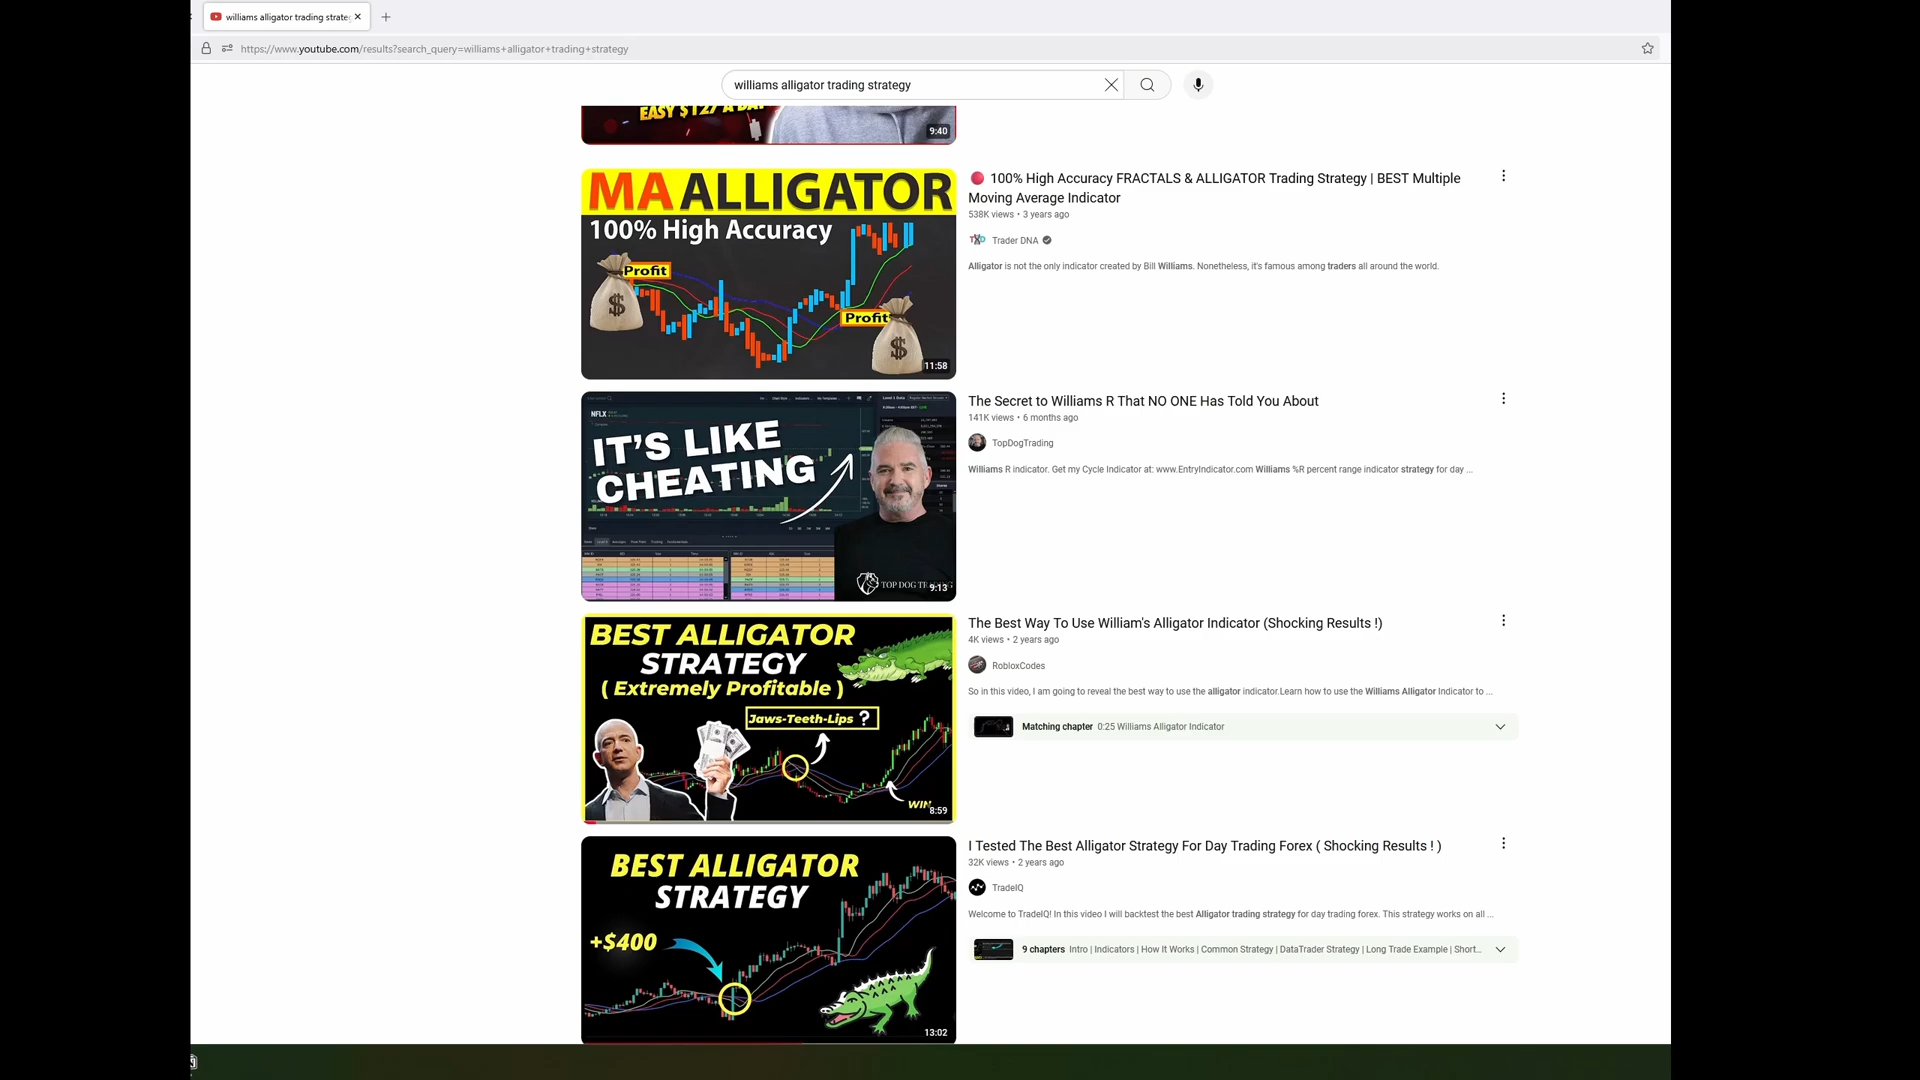 williams alligator trading strate
https://www.youtube.com/results?search_query=williams+alligator+trading+strategy
williams alligator trading strategy
EASY $127 A DAY
9:40
MA ALLIGATOR
100% High Accuracy
Profit
Profit
$
$
11:58
100% High Accuracy FRACTALS & ALLIGATOR Trading Strategy | BEST Multiple
Moving Average Indicator
538K views • 3 years ago
Trader DNA
Alligator is not the only indicator created by Bill Williams. Nonetheless, it's famous among traders all around the world.
NFLX
IT'S LIKE
CHEATING
9:13
The Secret to Williams R That NO ONE Has Told You About
141K views • 6 months ago
TopDogTrading
Williams R indicator. Get my Cycle Indicator at: www.EntryIndicator.com Williams %R percent range indicator strategy for day ...
BEST ALLIGATOR
STRATEGY
( Extremely Profitable )
Jaws-Teeth-Lips ?
WIN
8:59
The Best Way To Use William's Alligator Indicator (Shocking Results !)
4K views • 2 years ago
RobloxCodes
So in this video, I am going to reveal the best way to use the alligator indicator.Learn how to use the Williams Alligator Indicator to ...
Matching chapter 0:25 Williams Alligator Indicator
BEST ALLIGATOR
STRATEGY
+$400
13:02
I Tested The Best Alligator Strategy For Day Trading Forex ( Shocking Results ! )
32K views • 2 years ago
TradeIQ
Welcome to TradeIQ! In this video I will backtest the best Alligator trading strategy for day trading forex. This strategy works on all ...
9 chapters Intro | Indicators | How It Works | Common Strategy | DataTrader Strategy | Long Trade Example | Short...